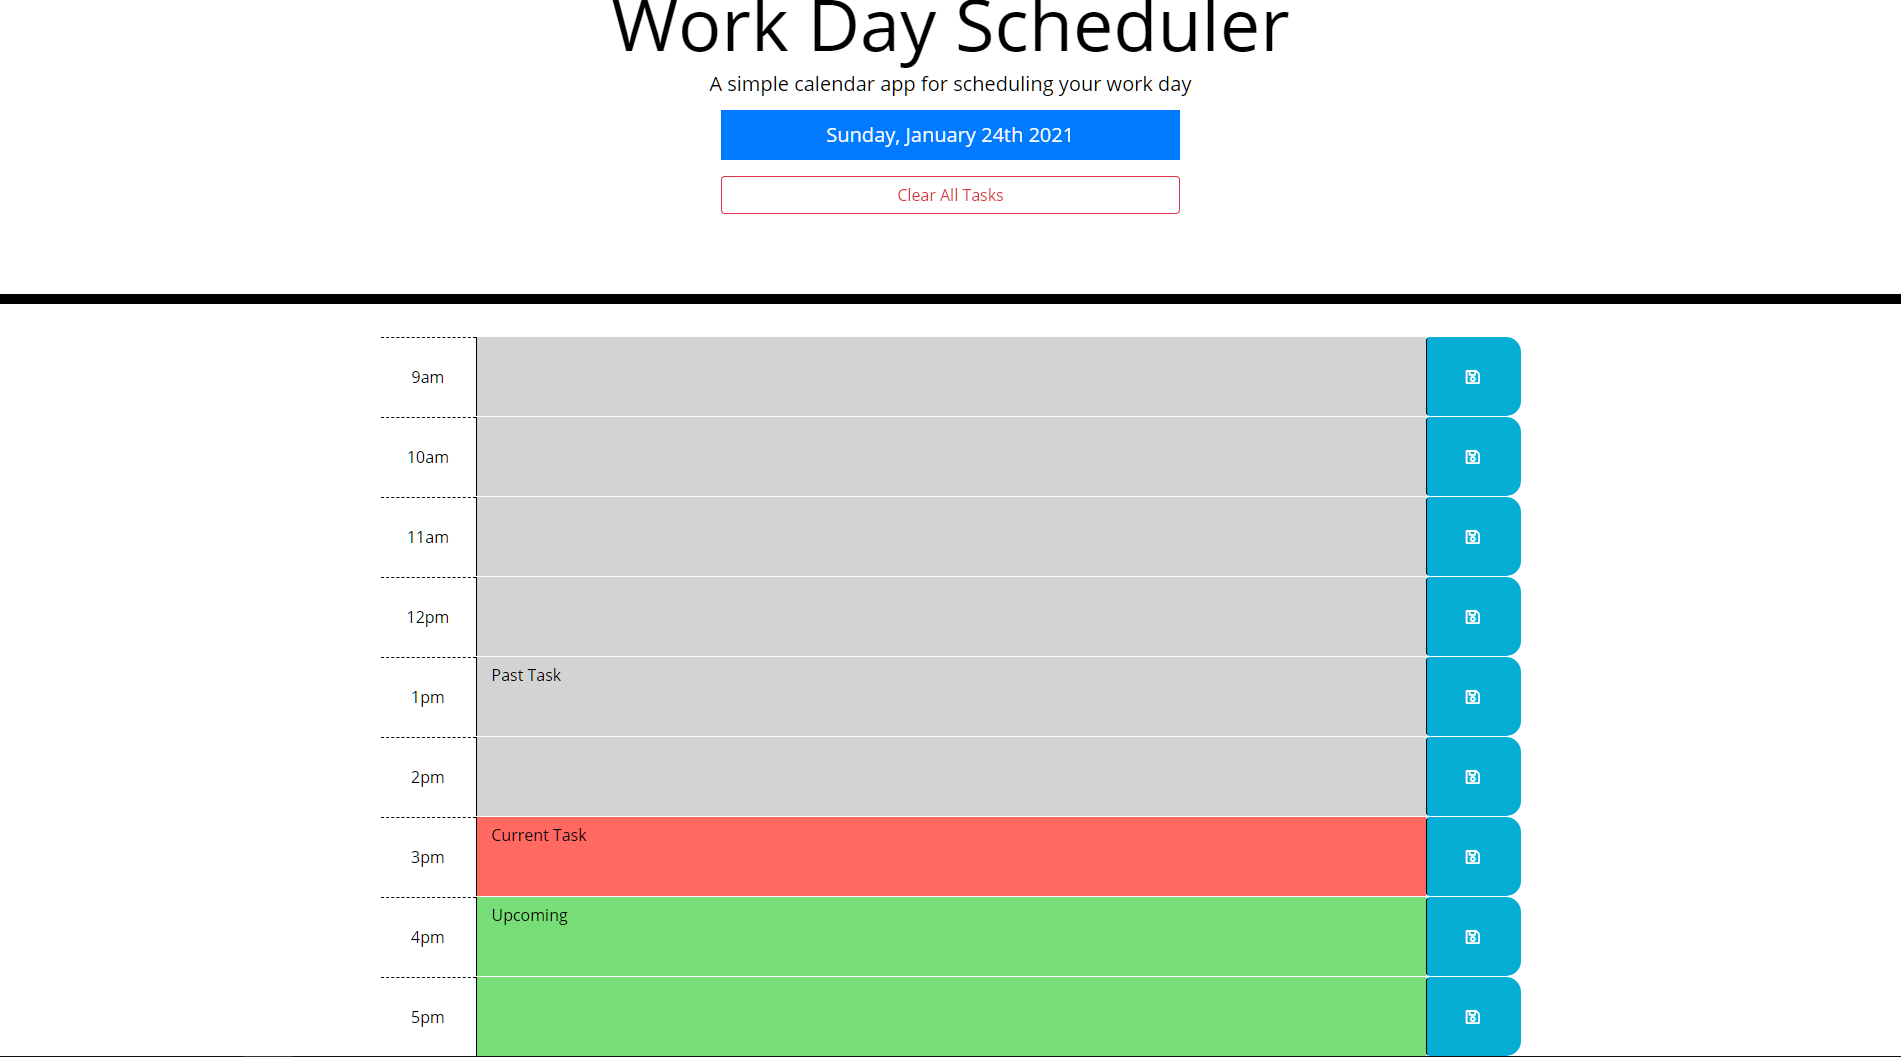 Work Day Scheduler
A simple calendar app for scheduling your work day
Sunday, January 24th 2021
Clear All Tasks
9am
10am
11am
12pm
Past Task
1pm
2pm
Current Task
3pm
Upcoming
4pm
5pm